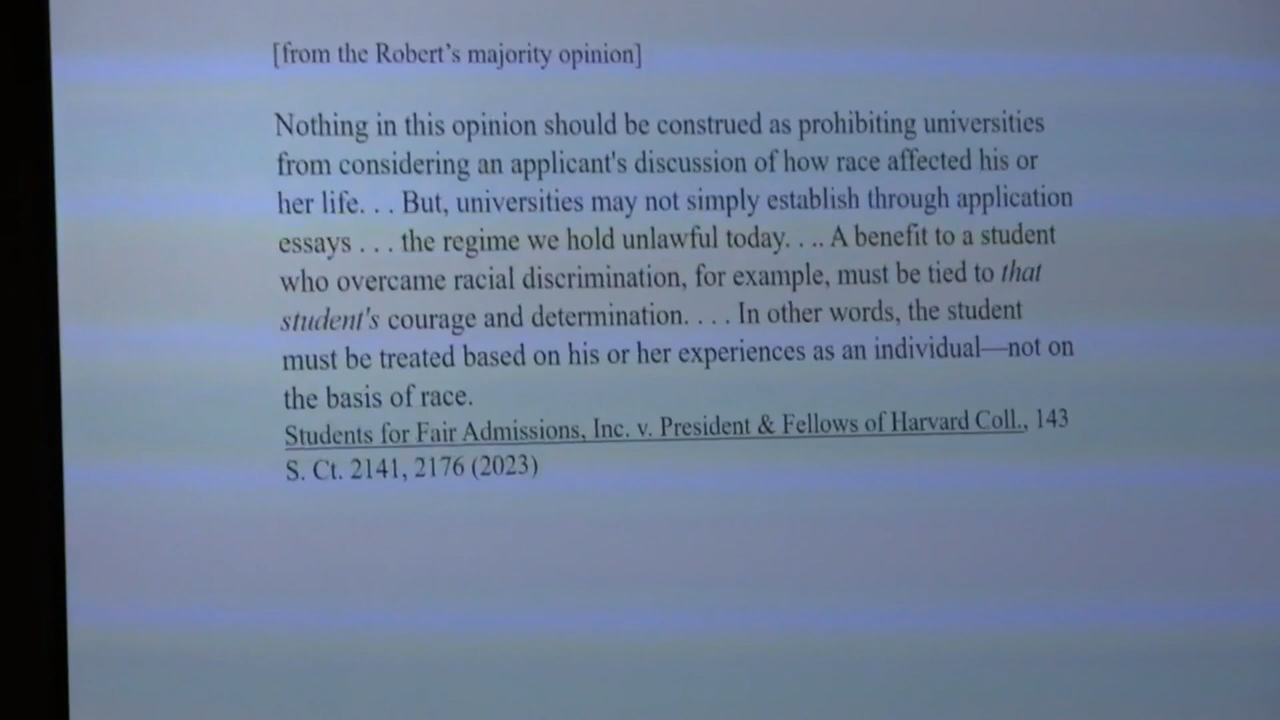 [from the Robert’s majority opinion]
Nothing in this opinion should be construed as prohibiting universities
from considering an applicant's discussion of how race affected his or
her life. . . But, universities may not simply establish through application
essays . . . the regime we hold unlawful today. . .. A benefit to a student
who overcame racial discrimination, for example, must be tied to that
student's courage and determination. . . . In other words, the student
must be treated based on his or her experiences as an individual—not on
the basis of race.
Students for Fair Admissions, Inc. v. President & Fellows of Harvard Coll., 143
S. Ct. 2141, 2176 (2023)